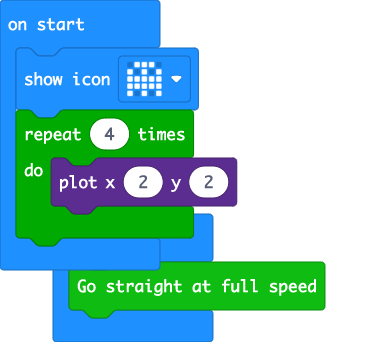 on start
show icon
repeat 4 times
do
plot x 2 y 2
Go straight at full speed